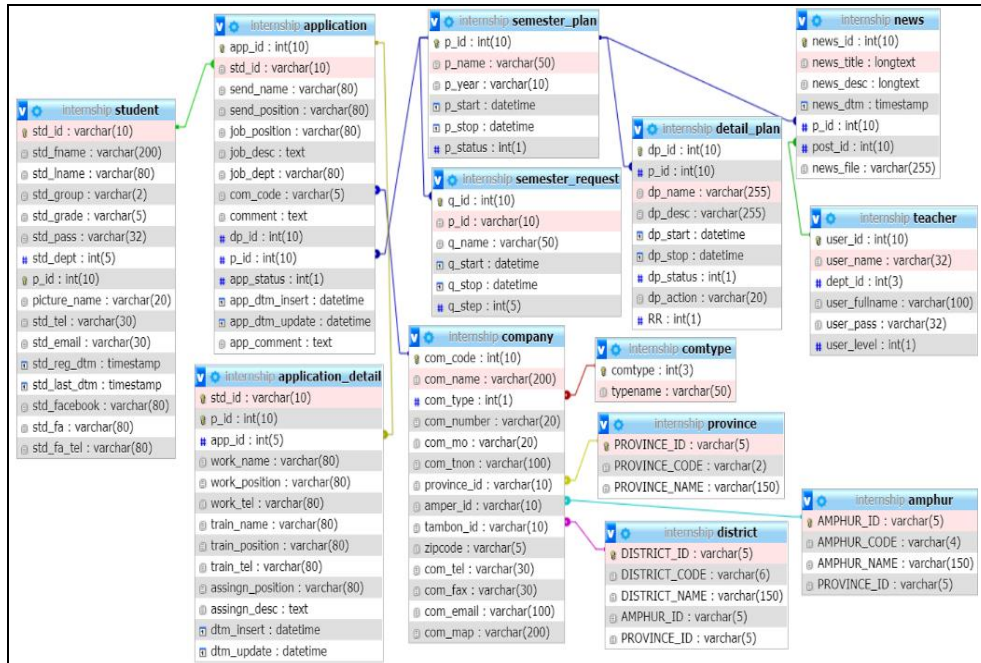 internship student
std_id : varchar(10)
std_fname : varchar(200)
std_lname : varchar(80)
std_group : varchar(2)
std_grade : varchar(5)
std_pass : varchar(32)
std_dept : int(5)
p_id : int(10)
picture_name : varchar(20)
std_tel : varchar(30)
std_email : varchar(30)
std_reg_dtm : timestamp
std_last_dtm : timestamp
std_facebook : varchar(80)
std_fa : varchar(80)
std_fa_tel : varchar(80)
internship application
app_id : int(10)
std_id : varchar(10)
send_name : varchar(80)
send_position : varchar(80)
job_position : varchar(80)
job_desc : text
job_dept : varchar(80)
com_code : varchar(5)
comment : text
dp_id : int(10)
p_id : int(10)
app_status : int(1)
app_dtm_insert : datetime
app_dtm_update : datetime
app_comment : text
internship application_detail
std_id : varchar(10)
p_id : int(10)
app_id : int(5)
work_name : varchar(80)
work_position : varchar(80)
work_tel : varchar(80)
train_name : varchar(80)
train_position : varchar(80)
train_tel : varchar(80)
assingn_position : varchar(80)
assingn_desc : text
dtm_insert : datetime
dtm_update : datetime
internship semester_plan
p_id : int(10)
p_name : varchar(50)
p_year : varchar(10)
p_start : datetime
p_stop : datetime
p_status : int(1)
internship semester_request
q_id : int(10)
p_id : varchar(10)
q_name : varchar(50)
q_start : datetime
q_stop : datetime
q_step : int(5)
internship company
com_code : int(10)
com_name : varchar(200)
com_type : int(1)
com_number : varchar(20)
com_mo : varchar(20)
com_tnon : varchar(100)
province_id : varchar(10)
amper_id : varchar(10)
tambon_id : varchar(10)
zipcode : varchar(5)
com_tel : varchar(30)
com_fax : varchar(30)
com_email : varchar(100)
com_map : varchar(200)
internship detail_plan
dp_id : int(10)
p_id : int(10)
dp_name : varchar(255)
dp_desc : varchar(255)
dp_start : datetime
dp_stop : datetime
dp_status : int(1)
dp_action : varchar(20)
RR : int(1)
internship comtype
comtype : int(3)
typename : varchar(50)
internship province
PROVINCE_ID : varchar(5)
PROVINCE_CODE : varchar(2)
PROVINCE_NAME : varchar(150)
internship district
DISTRICT_ID : varchar(5)
DISTRICT_CODE : varchar(6)
DISTRICT_NAME : varchar(150)
AMPHUR_ID : varchar(5)
PROVINCE_ID : varchar(5)
internship news
news_id : int(10)
news_title : longtext
news_desc : longtext
news_dtm : timestamp
p_id : int(10)
post_id : int(10)
news_file : varchar(255)
internship teacher
user_id : int(10)
user_name : varchar(32)
dept_id : int(3)
user_fullname : varchar(100)
user_pass : varchar(32)
user_level : int(1)
internship amphur
AMPHUR_ID : varchar(5)
AMPHUR_CODE : varchar(4)
AMPHUR_NAME : varchar(150)
PROVINCE_ID : varchar(5)